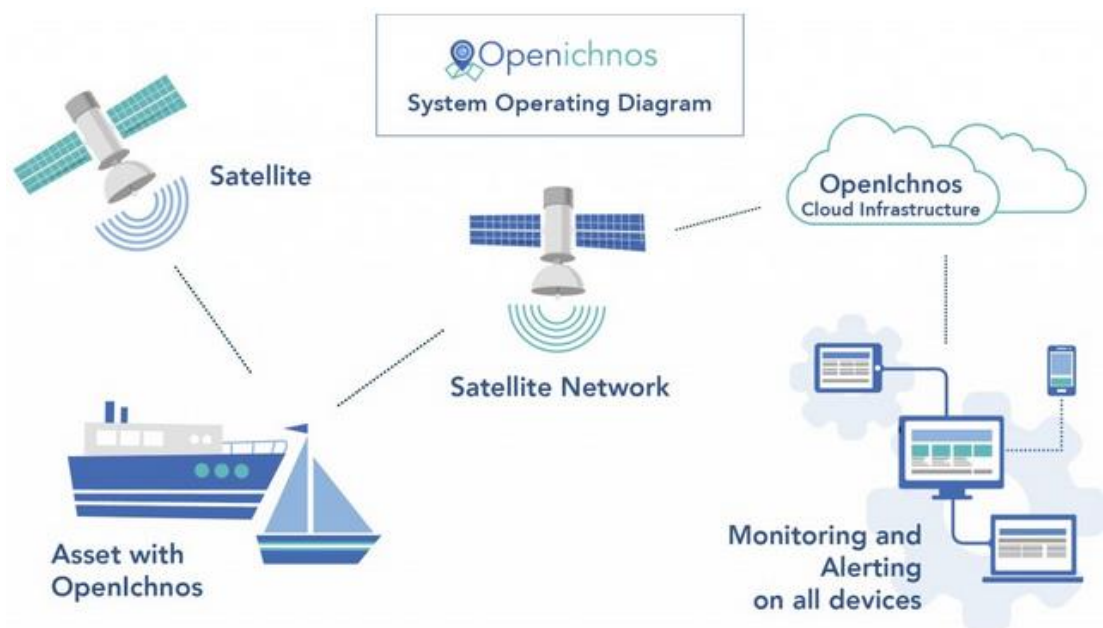 Openichnos
System Operating Diagram
Satellite
OpenIchnos
Cloud Infrastructure
Satellite Network
Asset with
OpenIchnos
Monitoring and
Alerting
on all devices